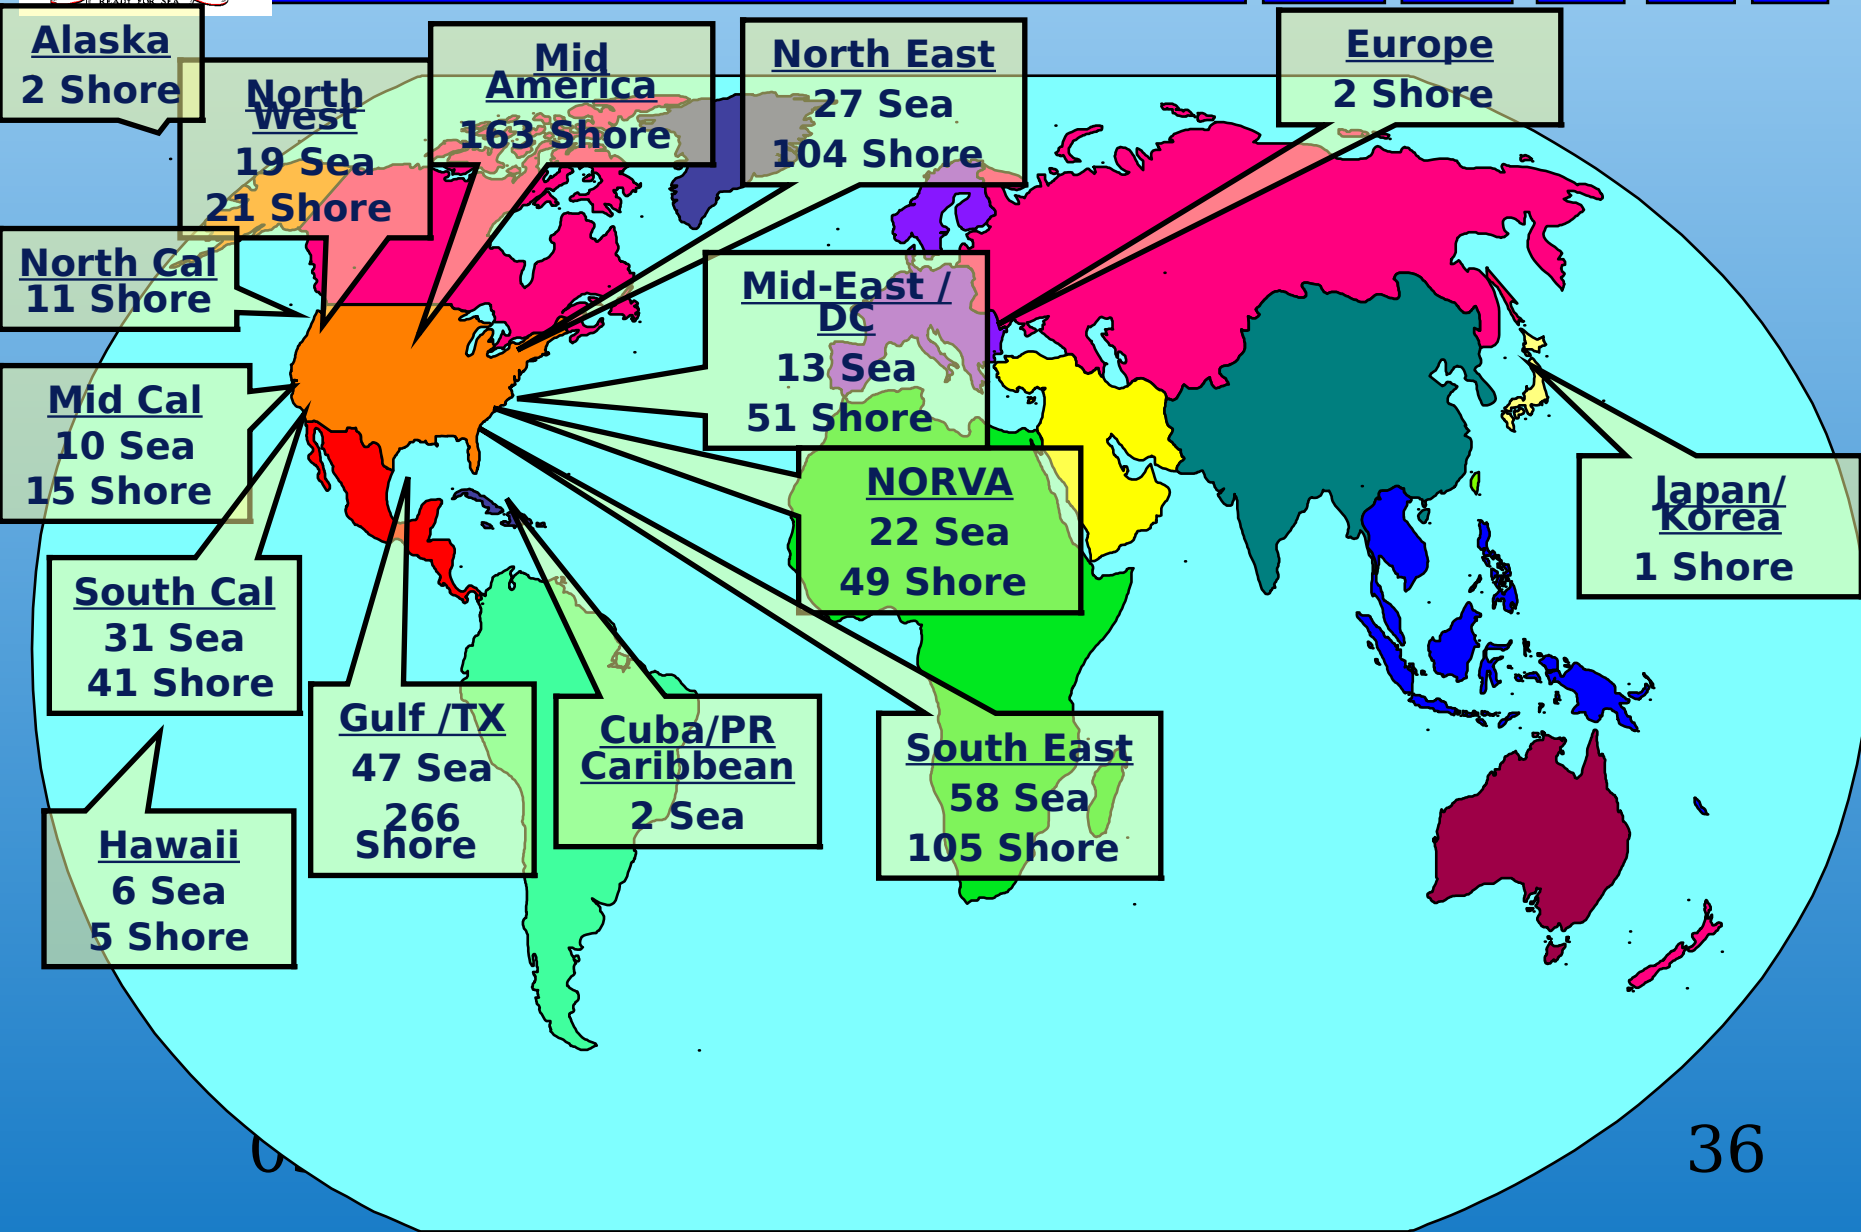 READY FOR SEA
Alaska
2 Shore
North
West
19 Sea
21 Shore
Mid
America
163 Shore
North East
27 Sea
104 Shore
Europe
2 Shore
North Cal
11 Shore
Mid-East /
DC
13 Sea
51 Shore
Mid Cal
10 Sea
15 Shore
NORVA
22 Sea
49 Shore
Japan/
Korea
1 Shore
South Cal
31 Sea
41 Shore
Gulf /TX
47 Sea
266
Shore
Cuba/PR
Caribbean
2 Sea
South East
58 Sea
105 Shore
Hawaii
6 Sea
5 Shore
36